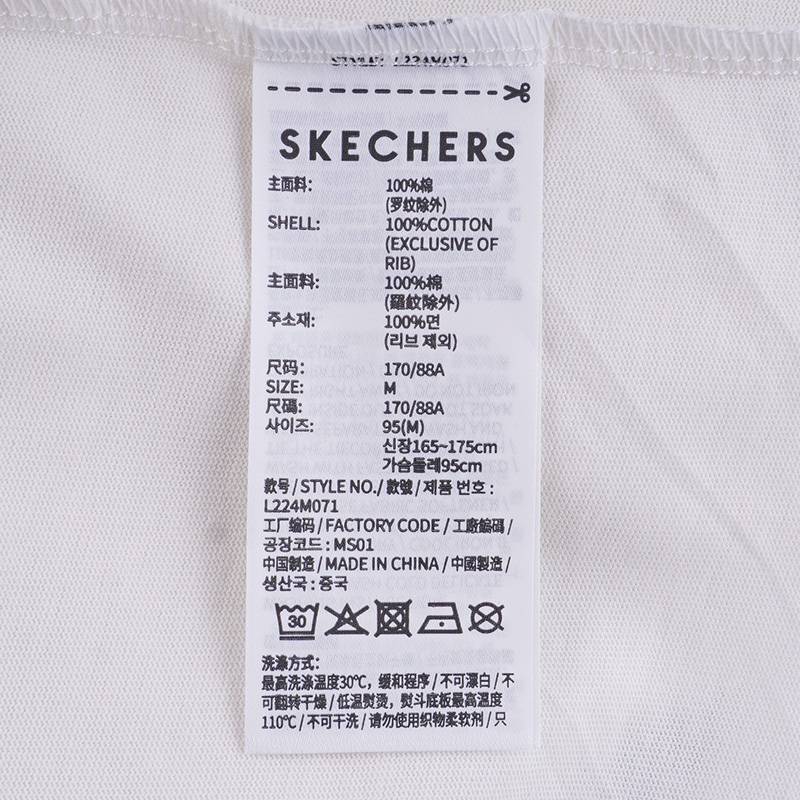 STYLE: L224M071
SKECHERS
主面料: 100%棉
(罗纹除外)
SHELL: 100%COTTON
(EXCLUSIVE OF
RIB)
主面料: 100%棉
(羅紋除外)
주소재: 100%면
(리브 제외)
尺码: 170/88A
SIZE: M
尺碼: 170/88A
사이즈: 95(M)
신장165~175cm
가슴둘레95cm
款号 / STYLE NO./ 款號 / 제품 번호 :
L224M071
工厂编码 / FACTORY CODE / 工廠編碼 /
공장코드 : MS01
中国制造 / MADE IN CHINA / 中國製造 /
생산국 : 중국
30
洗涤方式:
最高洗涤温度30℃，缓和程序 / 不可漂白 / 不
可翻转干燥 / 低温熨烫，熨斗底板最高温度
110℃ / 不可干洗 / 请勿使用织物柔软剂 / 只